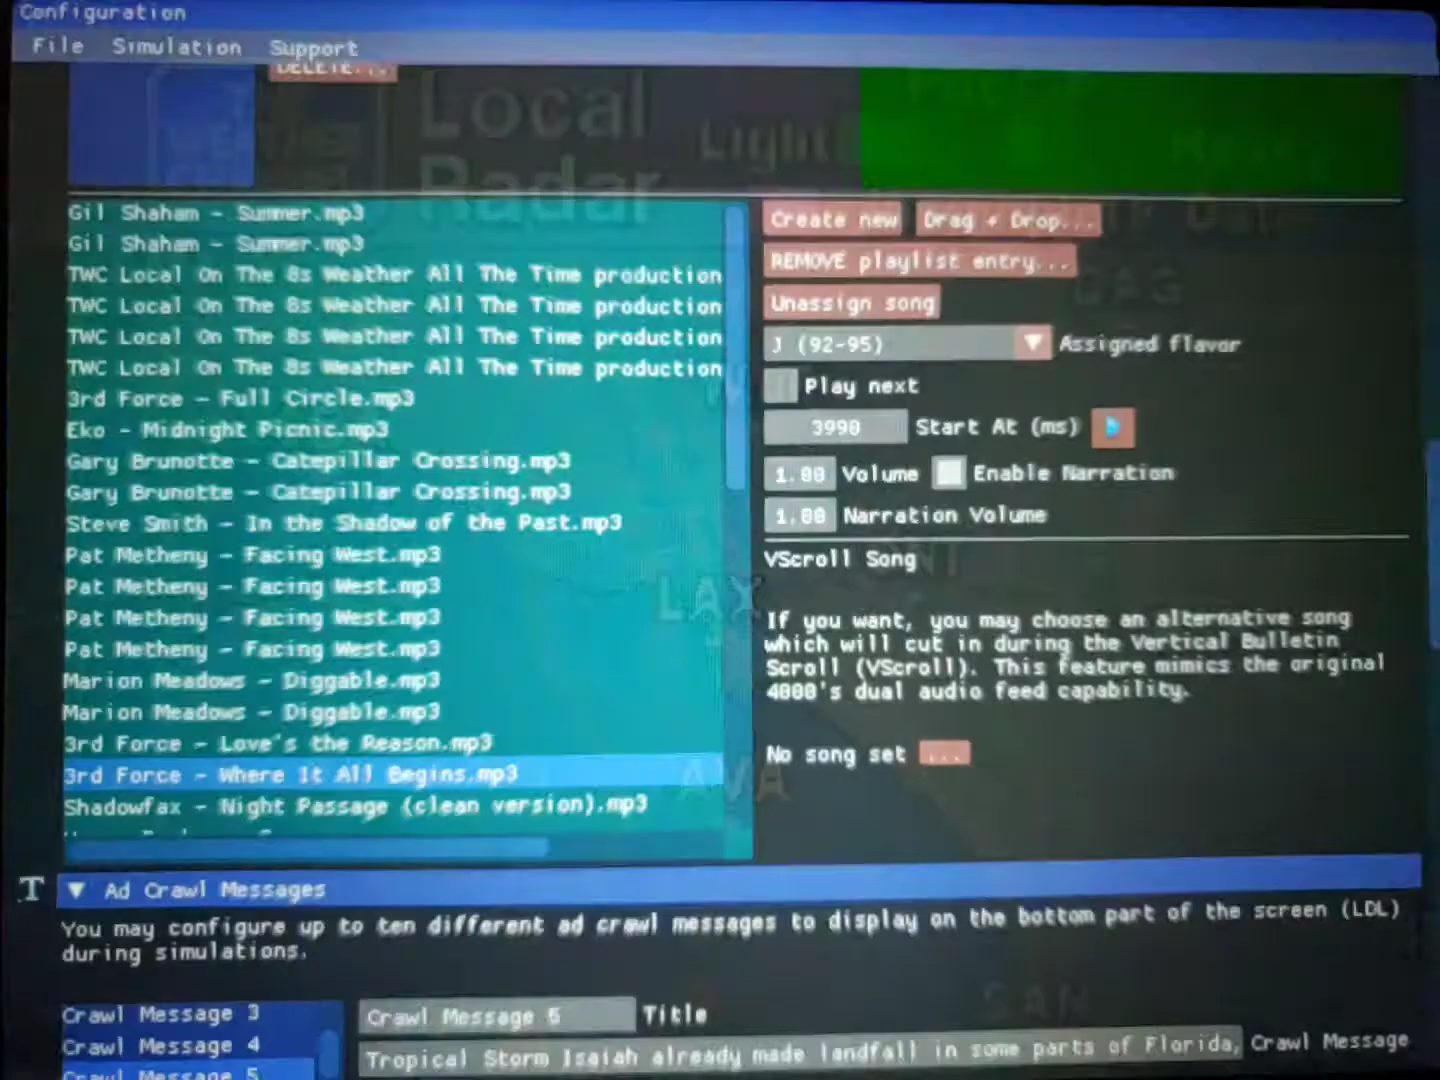 Configuration
File Simulation Support
DELETE...
Local
Radar
Light
Gil Shaham - Summer.mp3
Gil Shaham - Summer.mp3
TWC Local On The 8s Weather All The Time production
TWC Local On The 8s Weather All The Time production
TWC Local On The 8s Weather All The Time production
TWC Local On The 8s Weather All The Time production
3rd Force - Full Circle.mp3
Eko - Midnight Picnic.mp3
Gary Brunotte - Catepillar Crossing.mp3
Gary Brunotte - Catepillar Crossing.mp3
Steve Smith - In the Shadow of the Past.mp3
Pat Metheny - Facing West.mp3
Pat Metheny - Facing West.mp3
Pat Metheny - Facing West.mp3
Pat Metheny - Facing West.mp3
Marion Meadows - Diggable.mp3
Marion Meadows - Diggable.mp3
3rd Force - Love's the Reason.mp3
3rd Force - Where It All Begins.mp3
Shadowfax - Night Passage (clean version).mp3
Create new Drag + Drop...
REMOVE playlist entry...
DAG
Unassign song
J (92-95) Assigned flavor
Play next
3990 Start At (ms)
1.00 Volume Enable Narration
1.00 Narration Volume
VScroll Song
ONT
LAX
If you want, you may choose an alternative song
which will cut in during the Vertical Bulletin
Scroll (VScroll). This feature mimics the original
4000's dual audio feed capability.
No song set ...
AVA
T Ad Crawl Messages
You may configure up to ten different ad crawl messages to display on the bottom part of the screen (LDL)
during simulations.
SAN
Crawl Message 3
Crawl Message 4
Crawl Message 5
Crawl Message 6 Title
Tropical Storm Isaiah already made landfall in some parts of Florida, Crawl Message